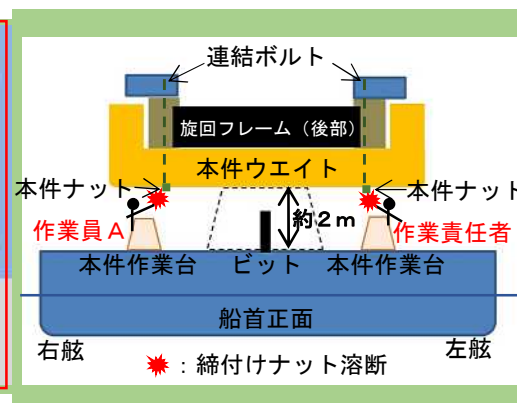 連結ボルト
旋回フレーム（後部）
本件ウエイト
本件ナット
本件ナット
約２ｍ
作業員Ａ
作業責任者
本件作業台
ビット
本件作業台
船首正面
右舷
左舷
：締付けナット溶断